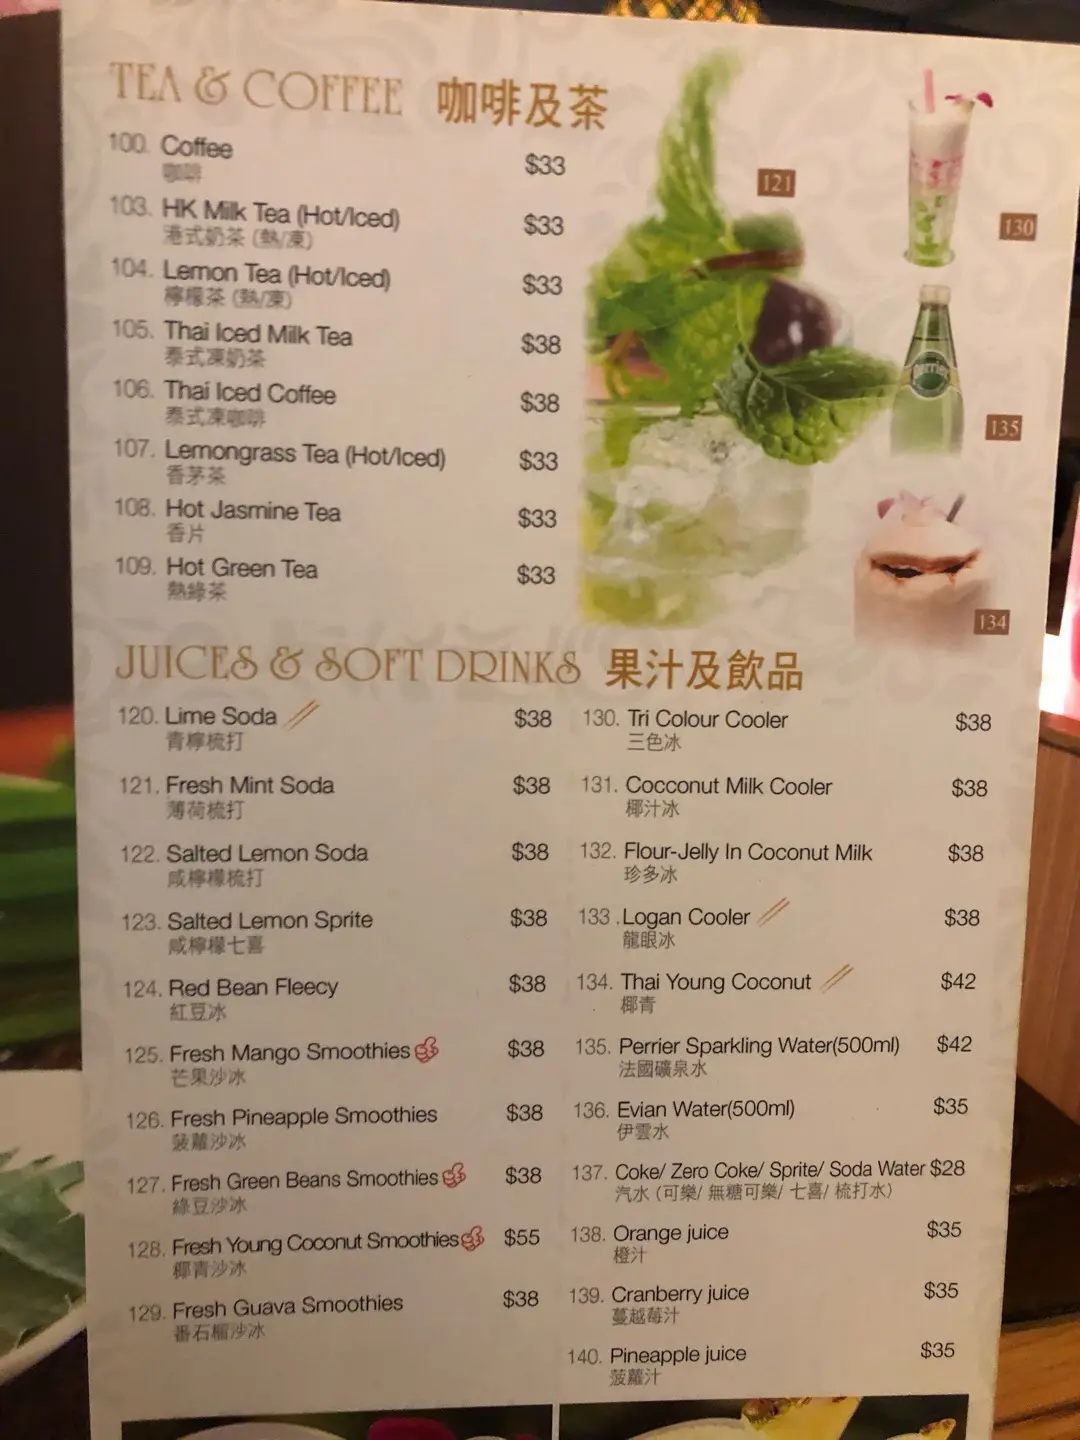 TEA & COFFEE 咖啡及茶
100. Coffee $33
咖啡
103. HK Milk Tea (Hot/Iced) $33
港式奶茶 (熱/凍)
104. Lemon Tea (Hot/Iced) $33
檸檬茶 (熱/凍)
105. Thai Iced Milk Tea $38
泰式凍奶茶
106. Thai Iced Coffee $38
泰式凍咖啡
107. Lemongrass Tea (Hot/Iced) $33
香茅茶
108. Hot Jasmine Tea $33
香片
109. Hot Green Tea $33
熱綠茶
121
130
Perrier
135
134
JUICES & SOFT DRINKS 果汁及飲品
120. Lime Soda $38
青檸梳打
121. Fresh Mint Soda $38
薄荷梳打
122. Salted Lemon Soda $38
咸檸檬梳打
123. Salted Lemon Sprite $38
咸檸檬七喜
124. Red Bean Fleecy $38
紅豆冰
125. Fresh Mango Smoothies $38
芒果沙冰
126. Fresh Pineapple Smoothies $38
菠蘿沙冰
127. Fresh Green Beans Smoothies $38
綠豆沙冰
128. Fresh Young Coconut Smoothies $55
椰青沙冰
129. Fresh Guava Smoothies $38
番石榴沙冰
130. Tri Colour Cooler $38
三色冰
131. Cocconut Milk Cooler $38
椰汁冰
132. Flour-Jelly In Coconut Milk $38
珍多冰
133 . Logan Cooler $38
龍眼冰
134. Thai Young Coconut $42
椰青
135. Perrier Sparkling Water(500ml) $42
法國礦泉水
136. Evian Water(500ml) $35
伊雲水
137. Coke/ Zero Coke/ Sprite/ Soda Water $28
汽水 (可樂/ 無糖可樂/ 七喜/ 梳打水)
138. Orange juice $35
橙汁
139. Cranberry juice $35
蔓越莓汁
140. Pineapple juice $35
菠蘿汁